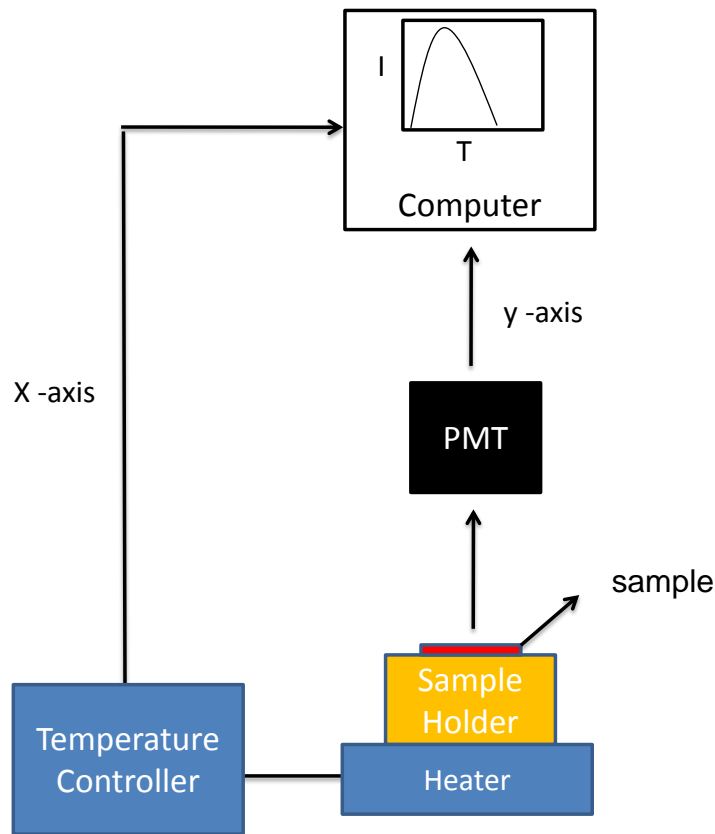 I
T
Computer
y -axis
X -axis
PMT
sample
Sample
Holder
Temperature
Controller
Heater